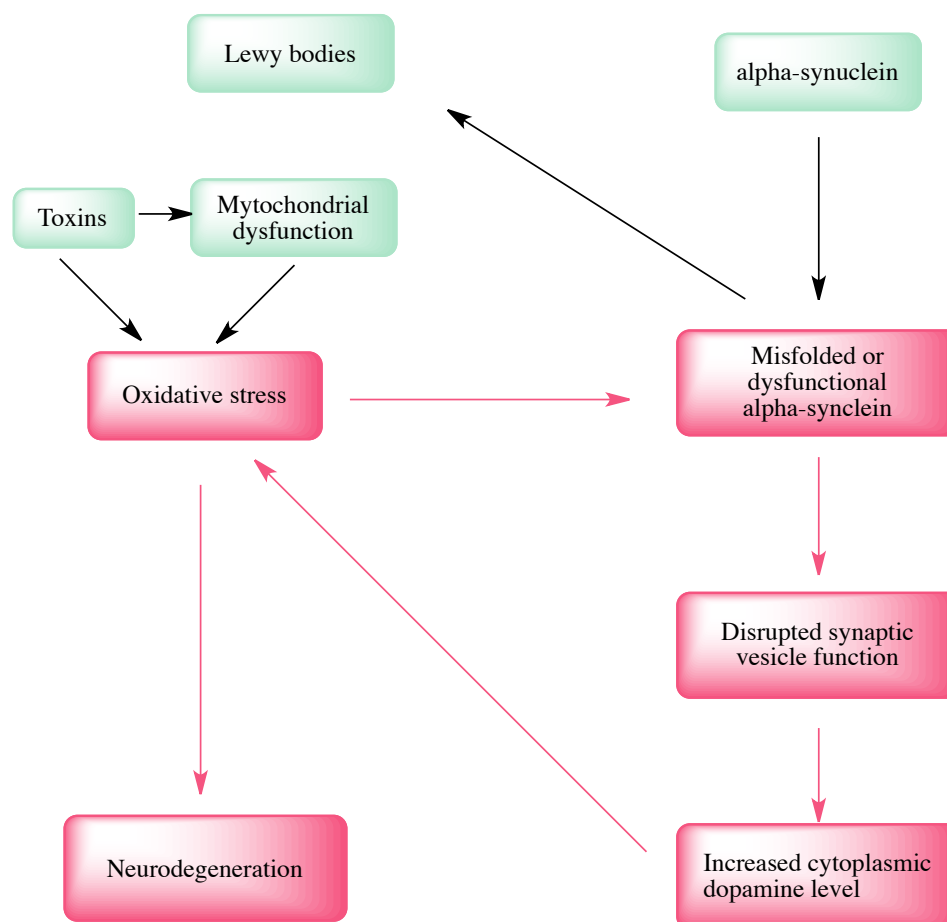 Lewy bodies
alpha-synuclein
Toxins
Mytochondrial
dysfunction
Oxidative stress
Misfolded or
dysfunctional
alpha-synclein
Disrupted synaptic
vesicle function
Neurodegeneration
Increased cytoplasmic
dopamine level